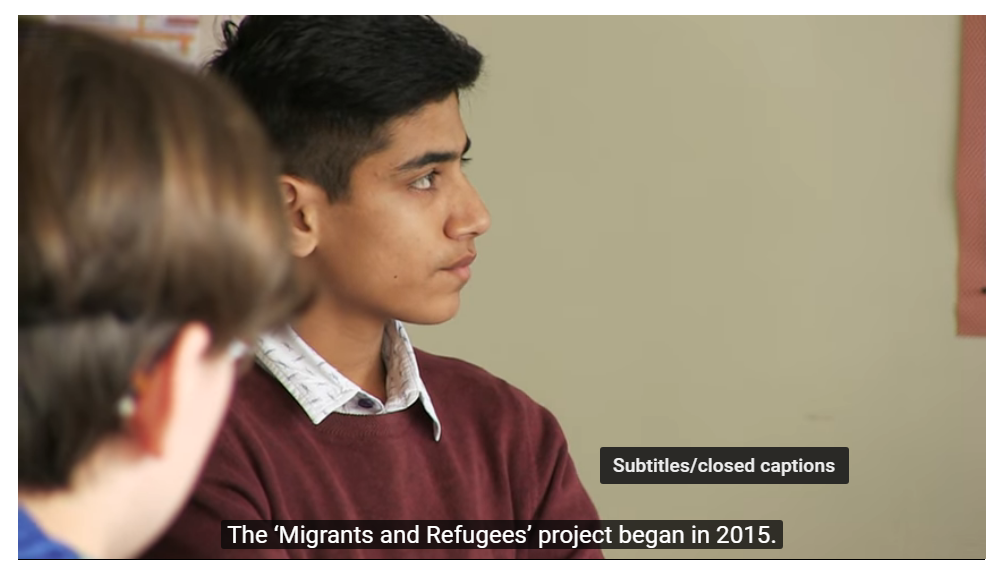 Subtitles/closed captions
The ‘Migrants and Refugees’ project began in 2015.